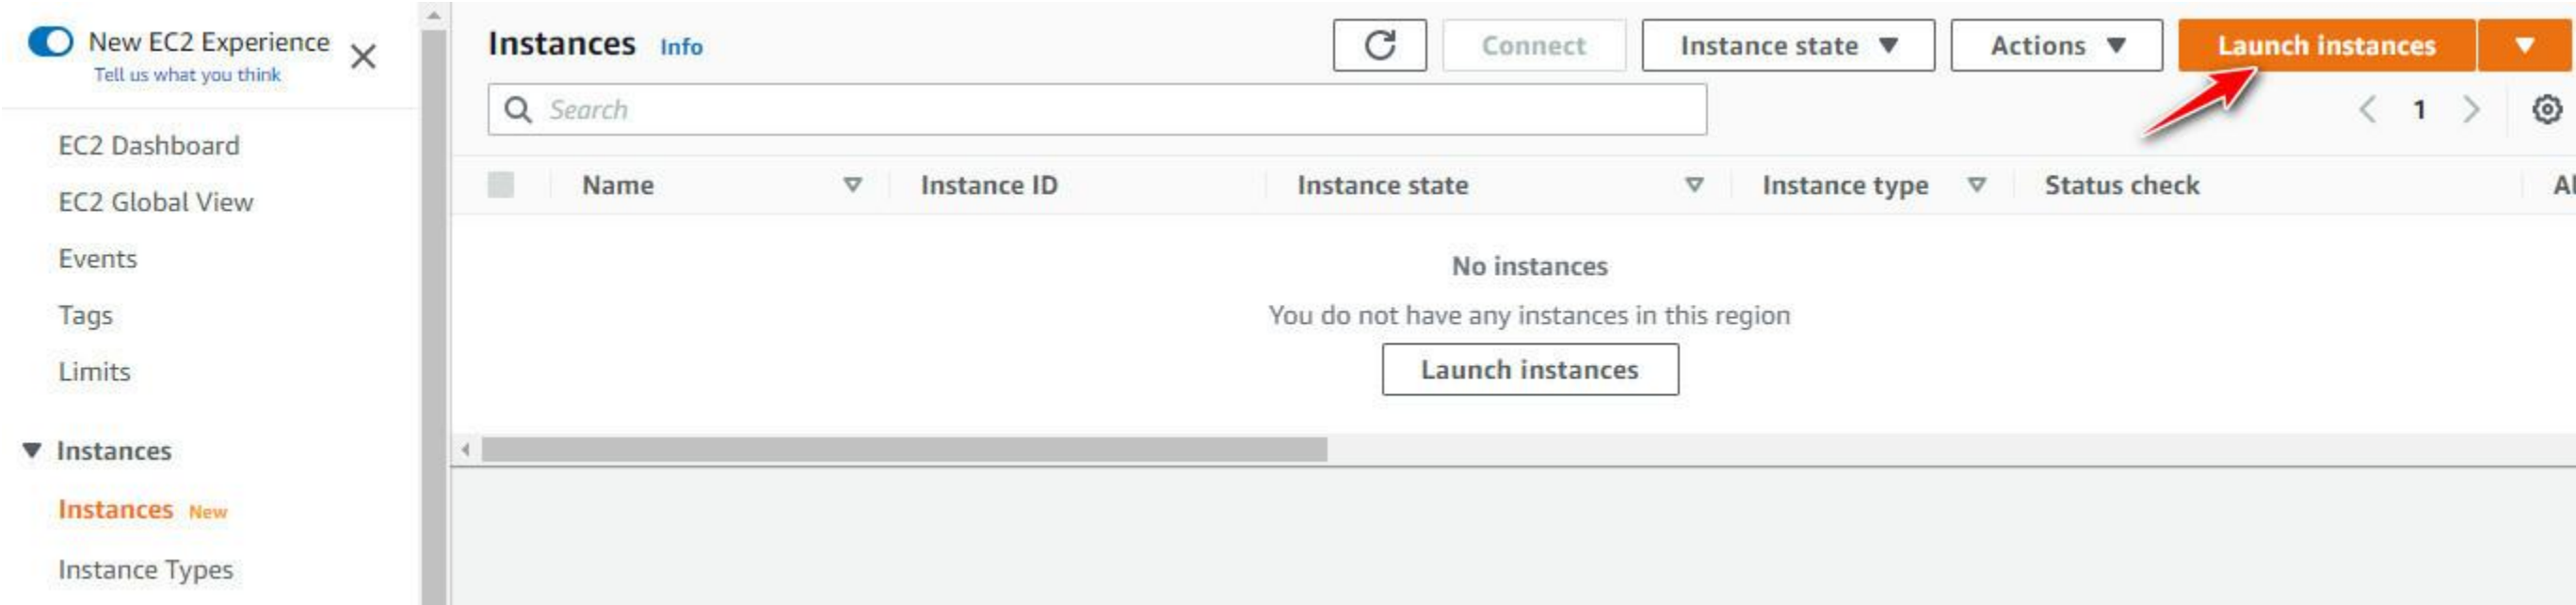 New EC2 Experience
Tell us what you think
EC2 Dashboard
EC2 Global View
Events
Tags
Limits
Instances
Instances New
Instance Types
Instances Info
Connect
Instance state
Actions
Launch instances
Search
1
Name
Instance ID
Instance state
Instance type
Status check
No instances
You do not have any instances in this region
Launch instances